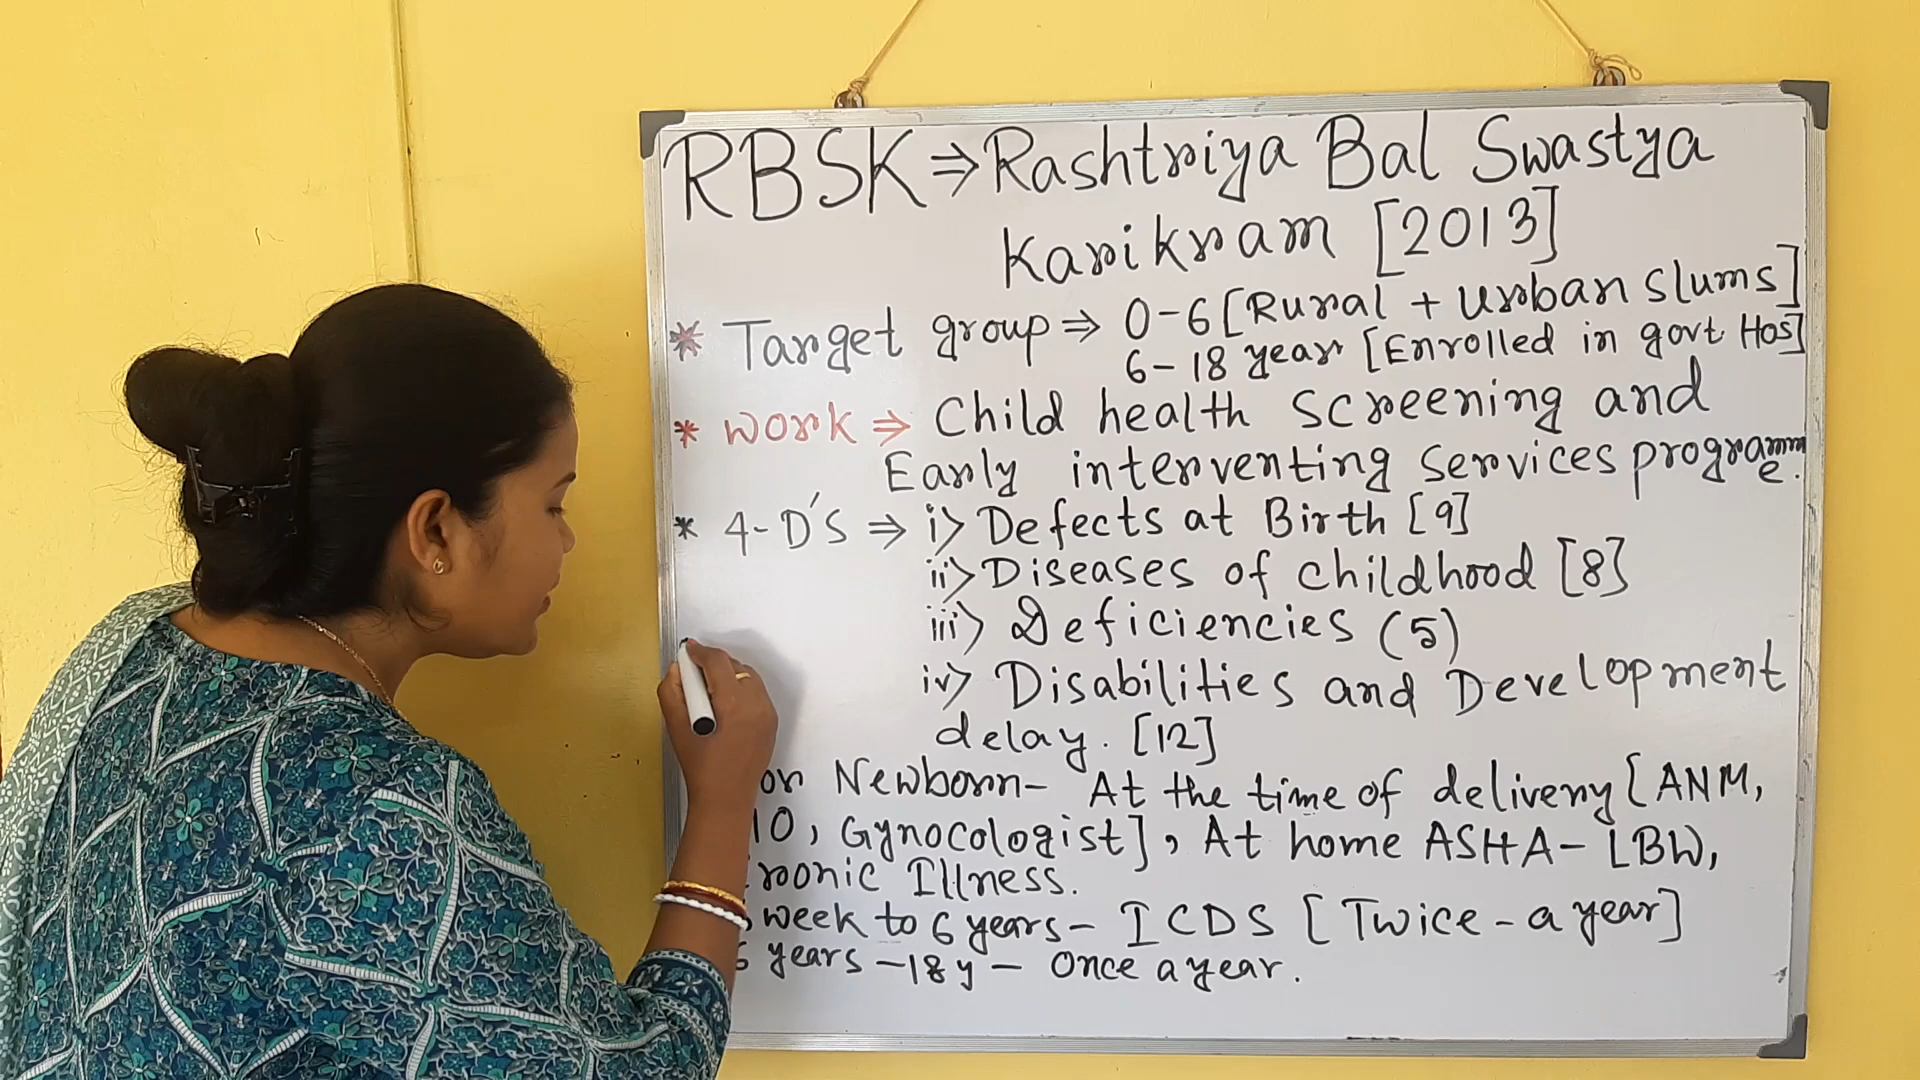 RBSK ⇒ Rashtriya Bal Swastya
Karikram [2013]
* Target group ⇒ 0-6 [Rural + Urban slums]
6-18 year [Enrolled in govt. Hos]
* Work ⇒ Child health screening and
Early interventing services programme.
* 4-D'S ⇒ i) Defects at Birth [9]
ii) Diseases of childhood [8]
iii) Deficiencies (5)
iv) Disabilities and Development
delay. [12]
or Newborn- At the time of delivery [ANM,
10, Gynocologist], At home ASHA- LBW,
ronic Illness.
week to 6 years- ICDS [Twice-a year]
years -18y - Once a year.